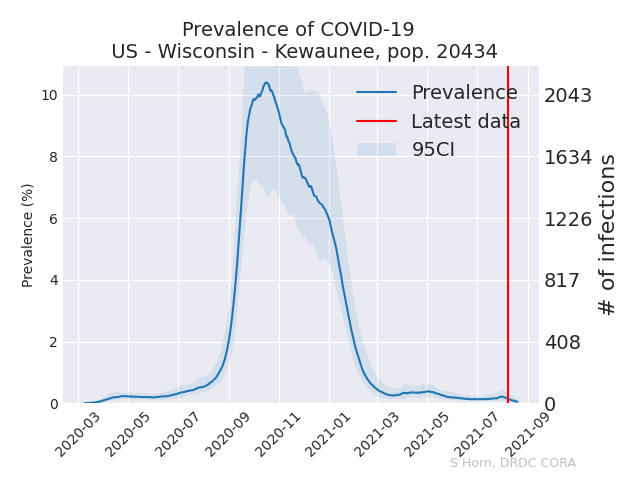 Prevalence of COVID-19
US - Wisconsin - Kewaunee, pop. 20434
Prevalence
Latest data
95CI
Prevalence (%)
10
8
6
4
2
0
2043
1634
1226
817
408
0
# of infections
2020-03
2020-05
2020-07
2020-09
2020-11
2021-01
2021-03
2021-05
2021-07
2021-09
S Horn, DRDC CORA